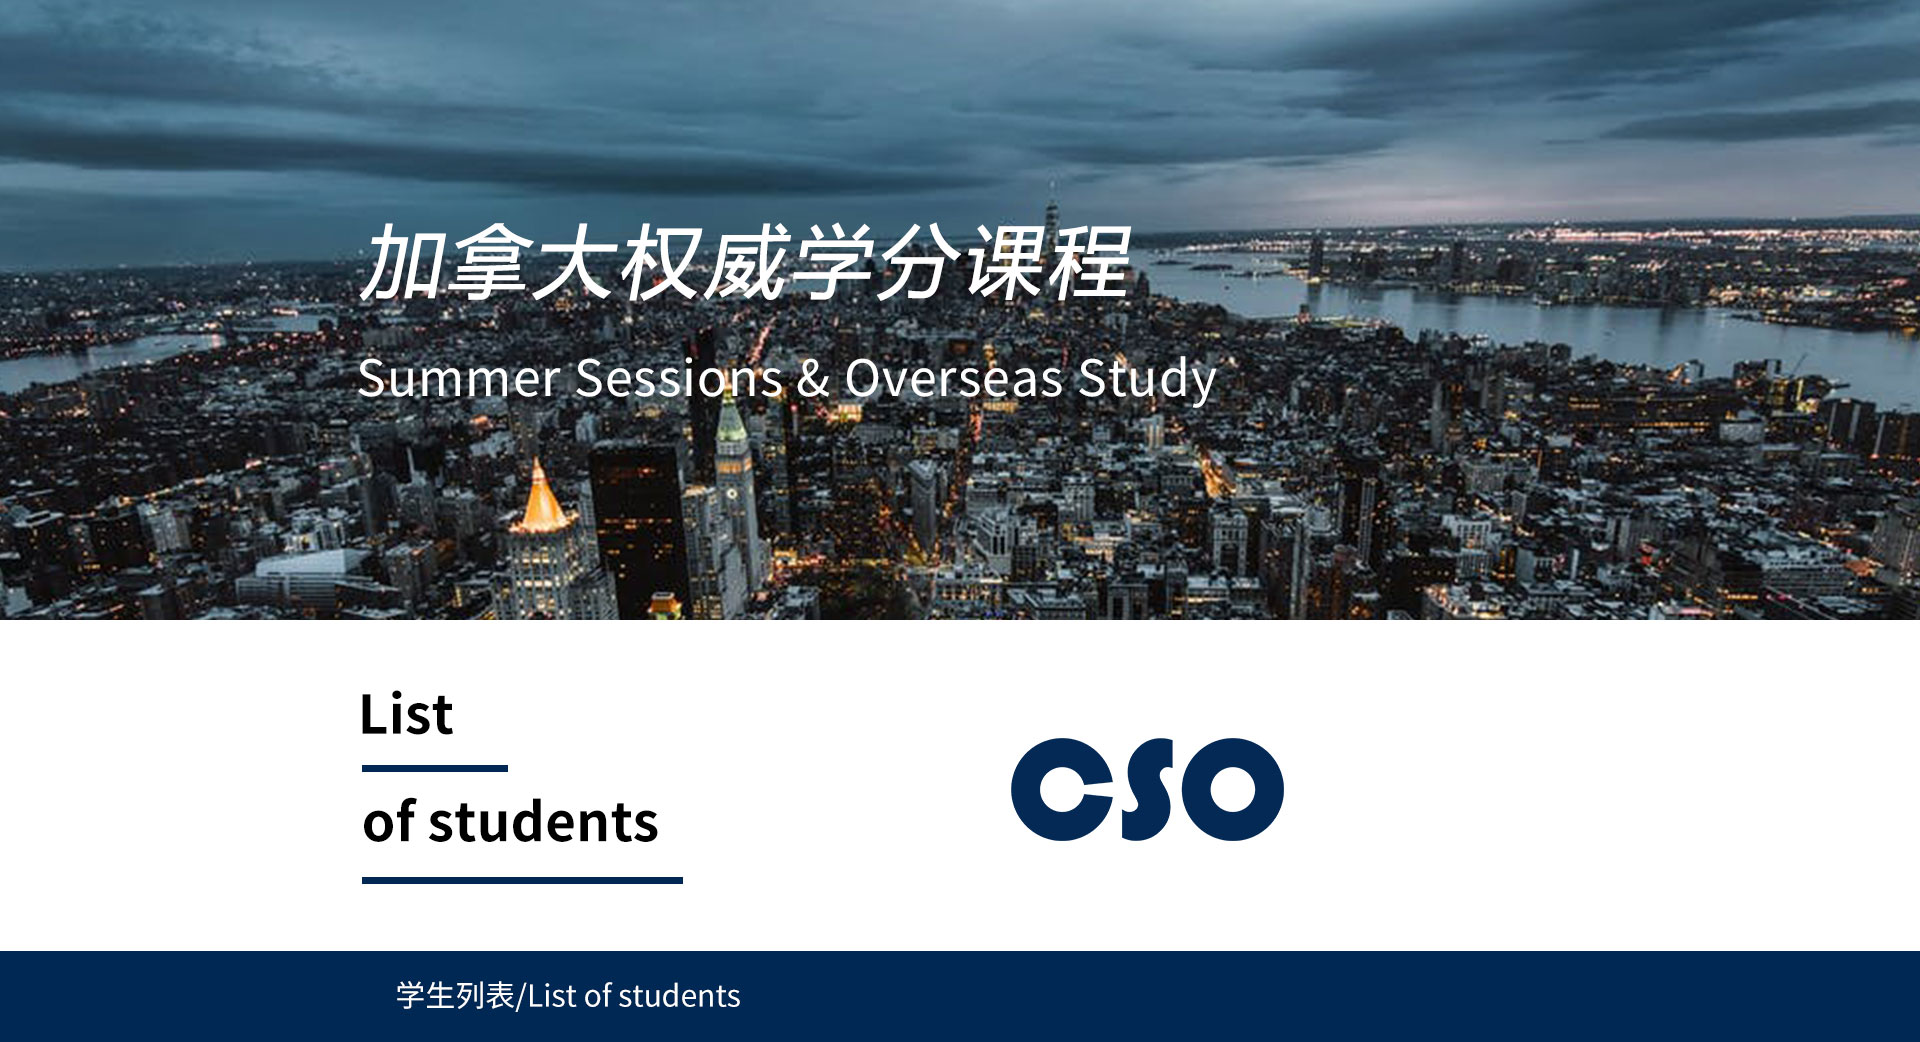 加拿大权威学分课程
Summer Sessions & Overseas Study
List
of students
CSO
学生列表/List of students